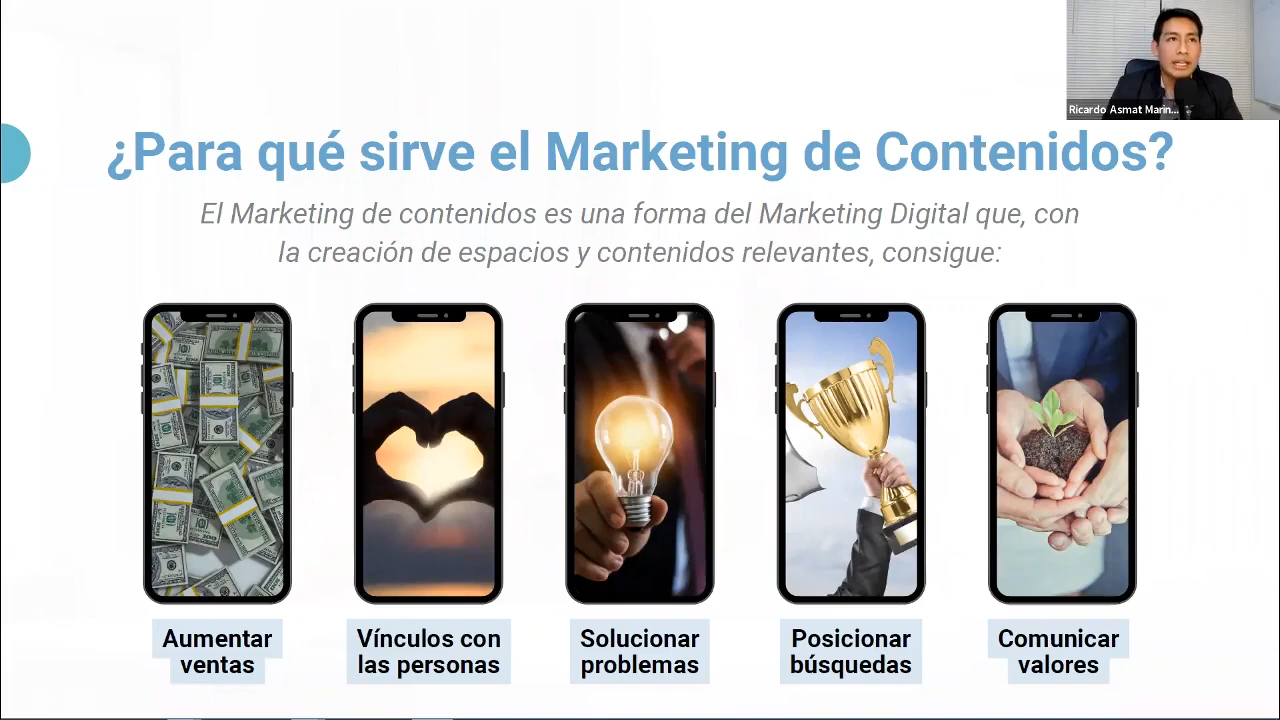 Ricardo Asmat Marin...
¿Para qué sirve el Marketing de Contenidos?
El Marketing de contenidos es una forma del Marketing Digital que, con
la creación de espacios y contenidos relevantes, consigue:
Aumentar
ventas
Vínculos con
las personas
Solucionar
problemas
Posicionar
búsquedas
Comunicar
valores